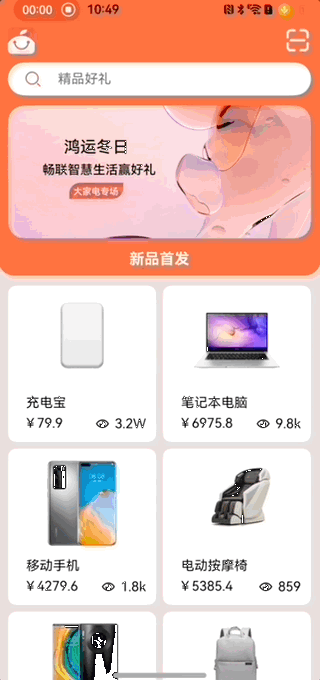 00:00
10:49
精品好礼
鸿运冬日
畅联智慧生活赢好礼
大家电专场
新品首发
充电宝
￥79.9
3.2W
笔记本电脑
￥6975.8
9.8k
移动手机
￥4279.6
1.8k
电动按摩椅
￥5385.4
859